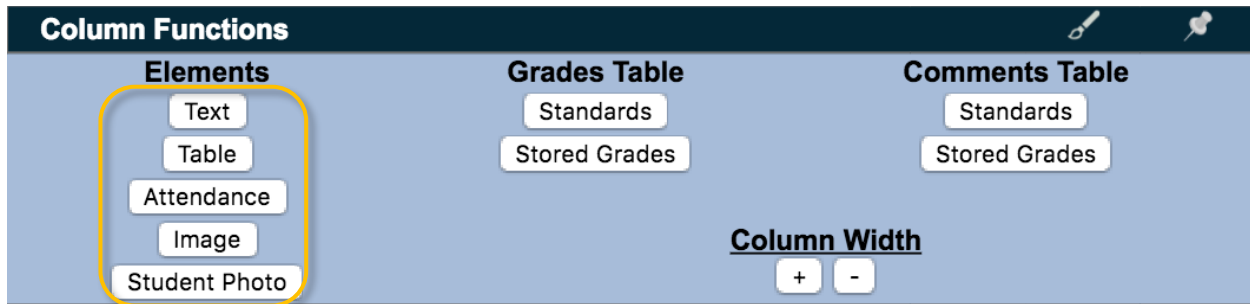 Column Functions
Elements
Text
Table
Attendance
Image
Student Photo
Grades Table
Standards
Stored Grades
Comments Table
Standards
Stored Grades
Column Width
+ -